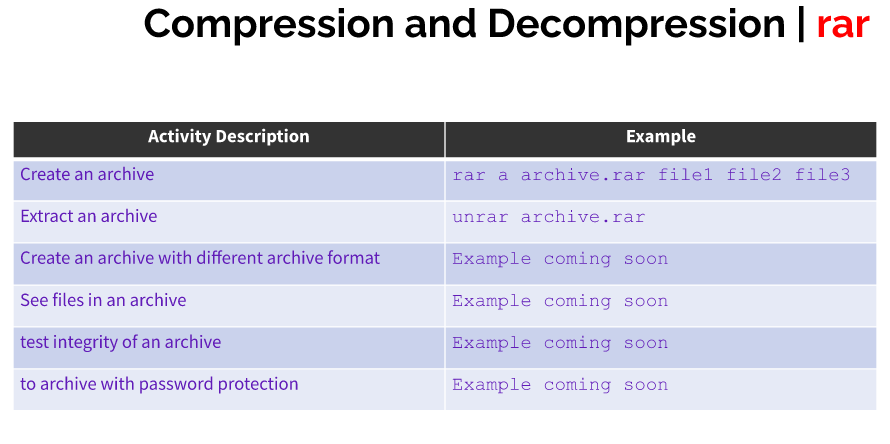 Compression and Decompression | rar
Activity Description Example
Create an archive rar a archive.rar file1 file2 file3
Extract an archive unrar archive.rar
Create an archive with different archive format Example coming soon
See files in an archive Example coming soon
test integrity of an archive Example coming soon
to archive with password protection Example coming soon